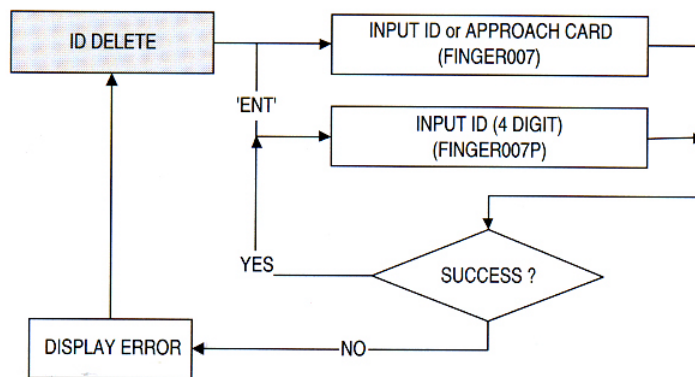 ID DELETE
INPUT ID or APPROACH CARD
(FINGER007)
'ENT'
INPUT ID (4 DIGIT)
(FINGER007P)
YES
SUCCESS ?
DISPLAY ERROR
NO